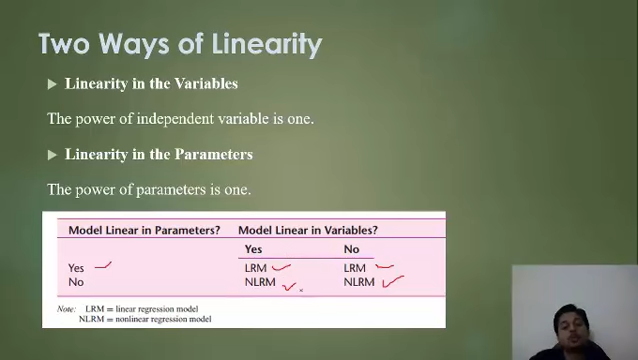 Two Ways of Linearity
Linearity in the Variables
The power of independent variable is one.
Linearity in the Parameters
The power of parameters is one.
Model Linear in Parameters? Model Linear in Variables?
Yes No
Yes LRM LRM
No NLRM NLRM
Note: LRM = linear regression model
NLRM = nonlinear regression model